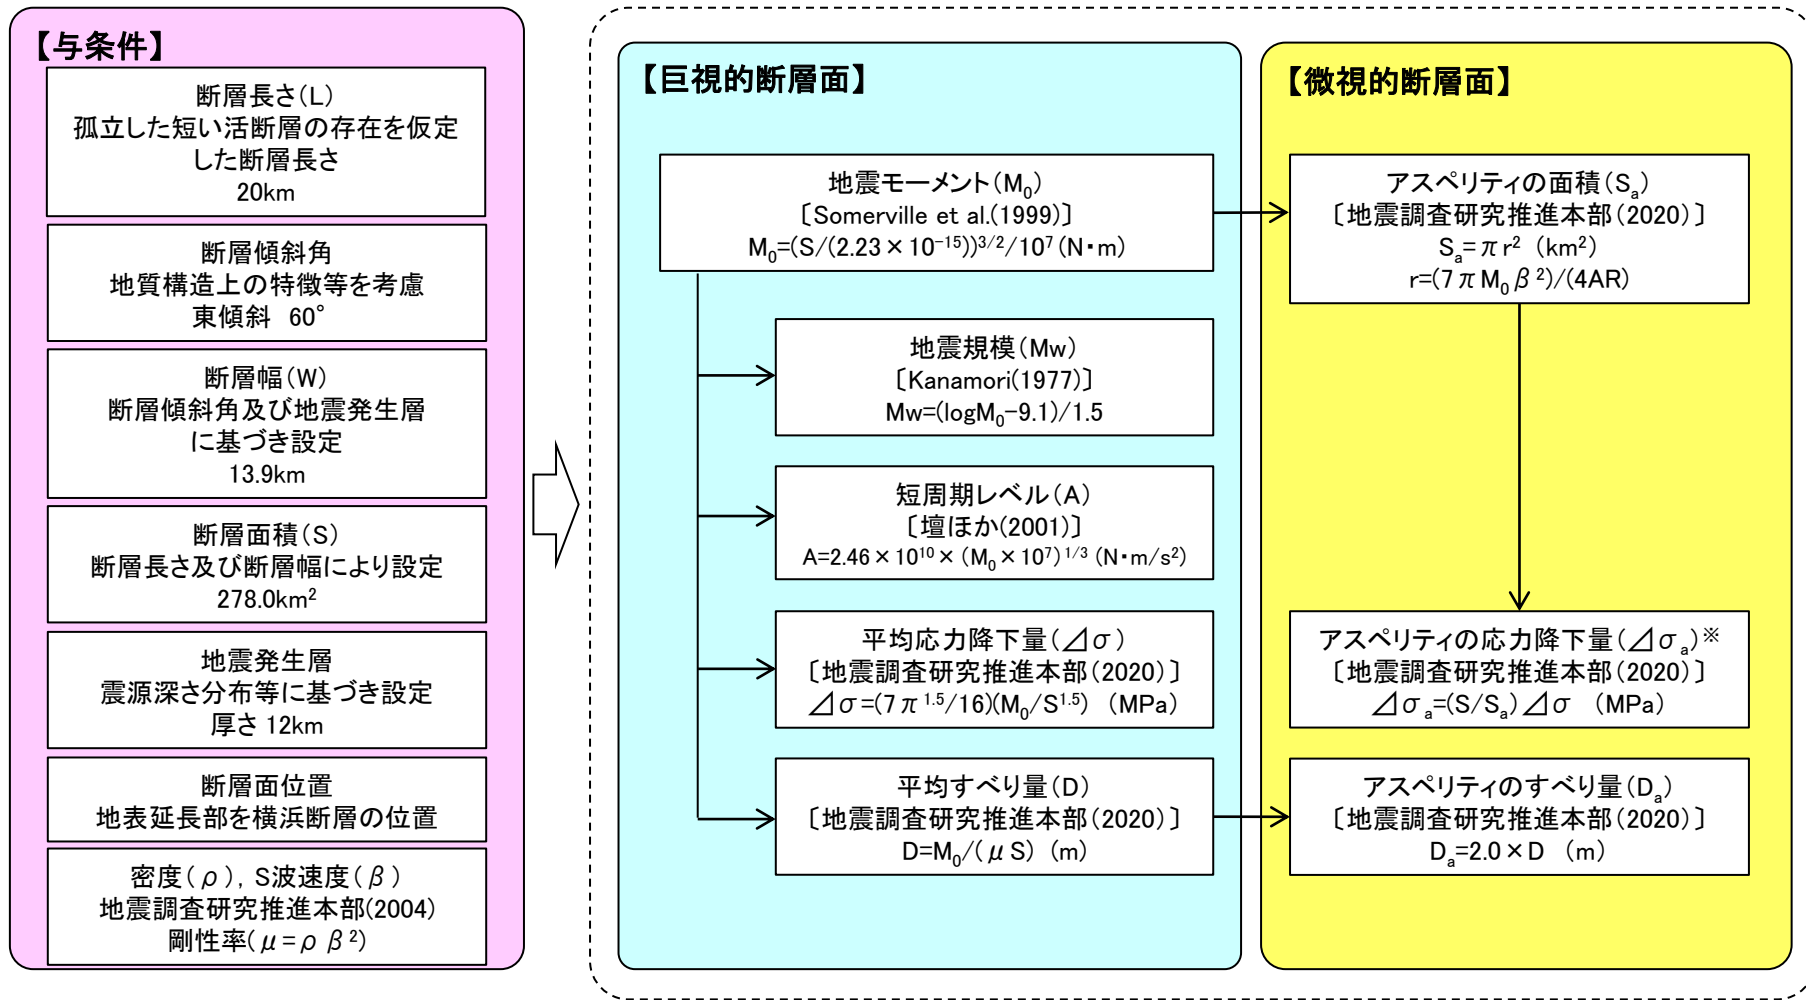 【与条件】
断層長さ(L)
孤立した短い活断層の存在を仮定
した断層長さ
20km
断層傾斜角
地質構造上の特徴等を考慮
東傾斜 60°
断層幅(W)
断層傾斜角及び地震発生層
に基づき設定
13.9km
断層面積(S)
断層長さ及び断層幅により設定
278.0km²
地震発生層
震源深さ分布等に基づき設定
厚さ 12km
断層面位置
地表延長部を横浜断層の位置
密度(ρ), S波速度(β)
地震調査研究推進本部(2004)
剛性率(μ=ρβ²)
【巨視的断層面】
地震モーメント(M₀)
〔Somerville et al.(1999)〕
M₀=(S/(2.23×10⁻¹⁵))³ᐟ²/10⁷(N・m)
地震規模(Mw)
〔Kanamori(1977)〕
Mw=(logM₀-9.1)/1.5
短周期レベル(A)
〔壇ほか(2001)〕
A=2.46×10¹⁰×(M₀×10⁷)¹ᐟ³(N・m/s²)
平均応力降下量(⊿σ)
〔地震調査研究推進本部(2020)〕
⊿σ=(7π¹·⁵/16)(M₀/S¹·⁵) (MPa)
平均すべり量(D)
〔地震調査研究推進本部(2020)〕
D=M₀/(μS) (m)
【微視的断層面】
アスペリティの面積(Sₐ)
〔地震調査研究推進本部(2020)〕
Sₐ=πr² (km²)
r=(7πM₀β²)/(4AR)
アスペリティの応力降下量(⊿σₐ)※
〔地震調査研究推進本部(2020)〕
⊿σₐ=(S/Sₐ)⊿σ (MPa)
アスペリティのすべり量(Dₐ)
〔地震調査研究推進本部(2020)〕
Dₐ=2.0×D (m)